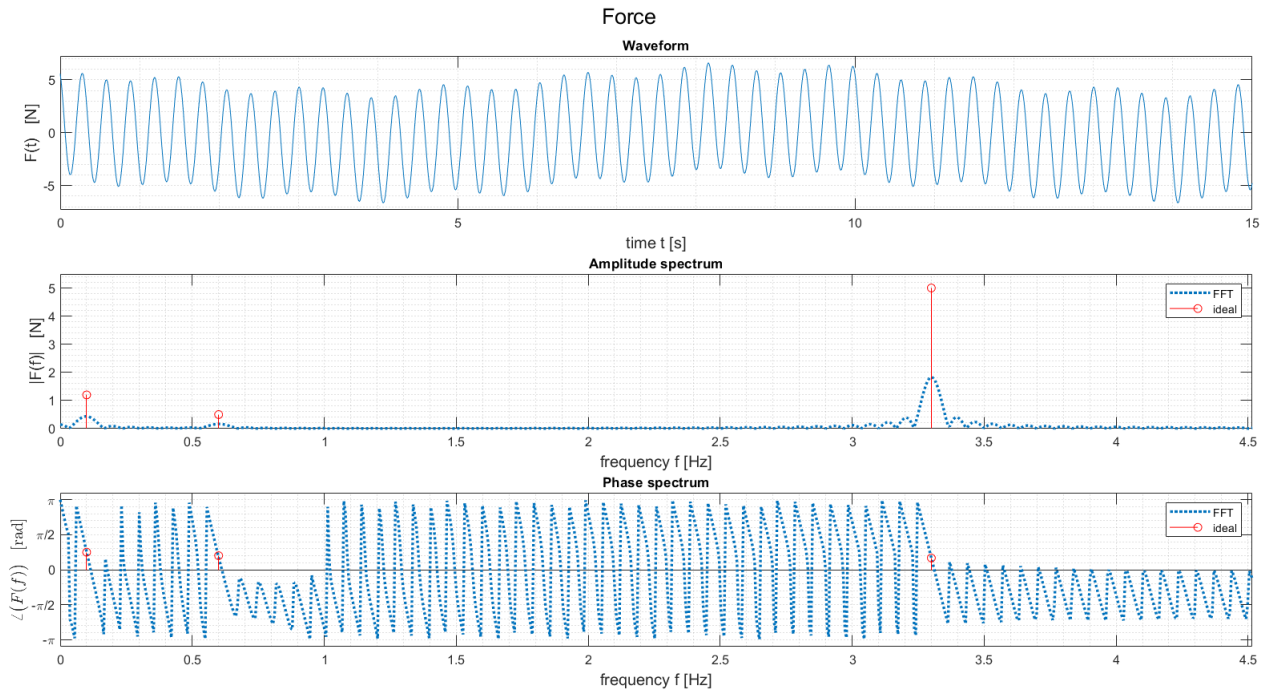 Force
Waveform
5
0
-5
F(t) [N]
0 5 10 15
time t [s]
Amplitude spectrum
5
4
3
2
1
0
|F(f)| [N]
FFT
ideal
0 0.5 1 1.5 2 2.5 3 3.5 4 4.5
frequency f [Hz]
Phase spectrum
π
π/2
0
-π/2
-π
∠(F(f)) [rad]
FFT
ideal
0 0.5 1 1.5 2 2.5 3 3.5 4 4.5
frequency f [Hz]